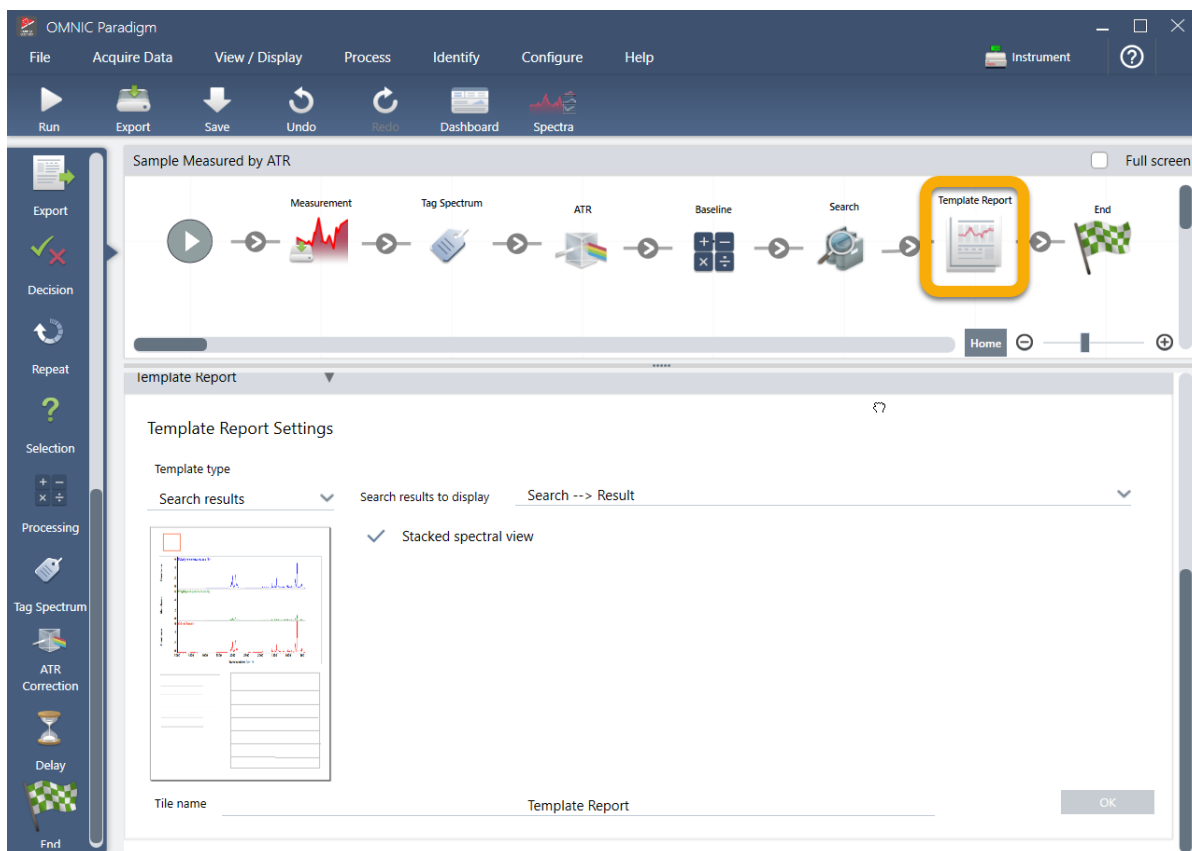 OMNIC Paradigm
File Acquire Data View / Display Process Identify Configure Help Instrument
Run Export Save Undo Redo Dashboard Spectra
Sample Measured by ATR Full screen
Export
Decision
Repeat
Selection
Processing
Tag Spectrum
ATR
Correction
Delay
End
Measurement Tag Spectrum ATR Baseline Search Template Report End
Home
Template Report
Template Report Settings
Template type
Search results Search results to display Search --> Result
Stacked spectral view
Tile name Template Report OK